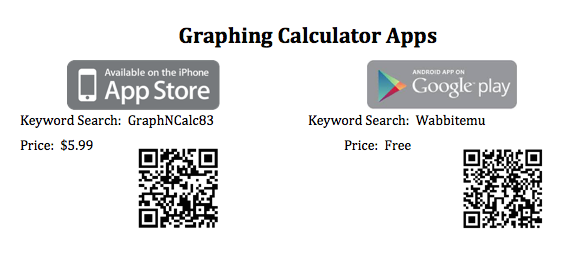 Graphing Calculator Apps
Available on the iPhone
App Store
Keyword Search: GraphNCalc83
Price: $5.99
ANDROID APP ON
Google play
Keyword Search: Wabbitemu
Price: Free